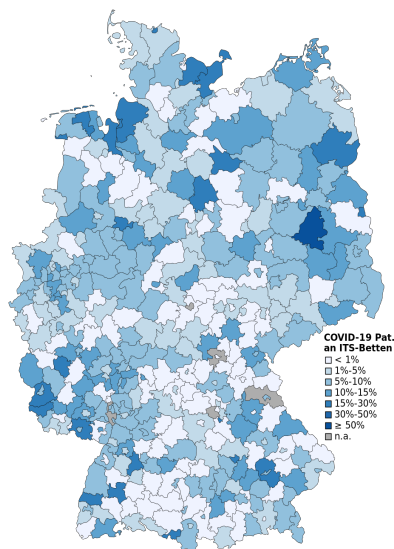 COVID-19 Pat.
an ITS-Betten
< 1%
1%-5%
5%-10%
10%-15%
15%-30%
30%-50%
≥ 50%
n.a.